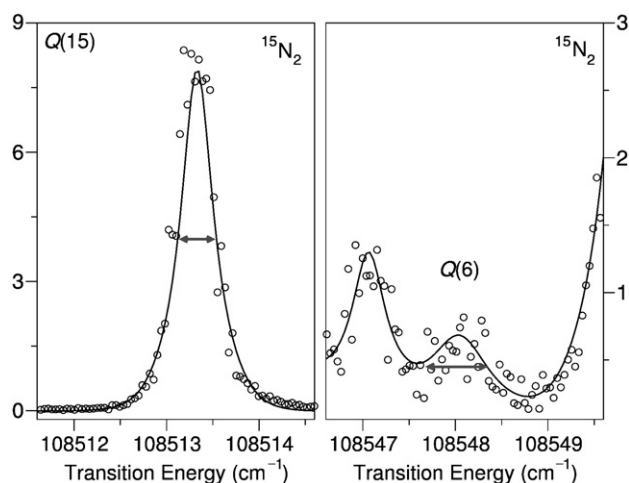 Q(15)
¹⁵N₂
9
6
3
0
108512 108513 108514
Transition Energy (cm⁻¹)
¹⁵N₂
3
2
1
Q(6)
108547 108548 108549
Transition Energy (cm⁻¹)